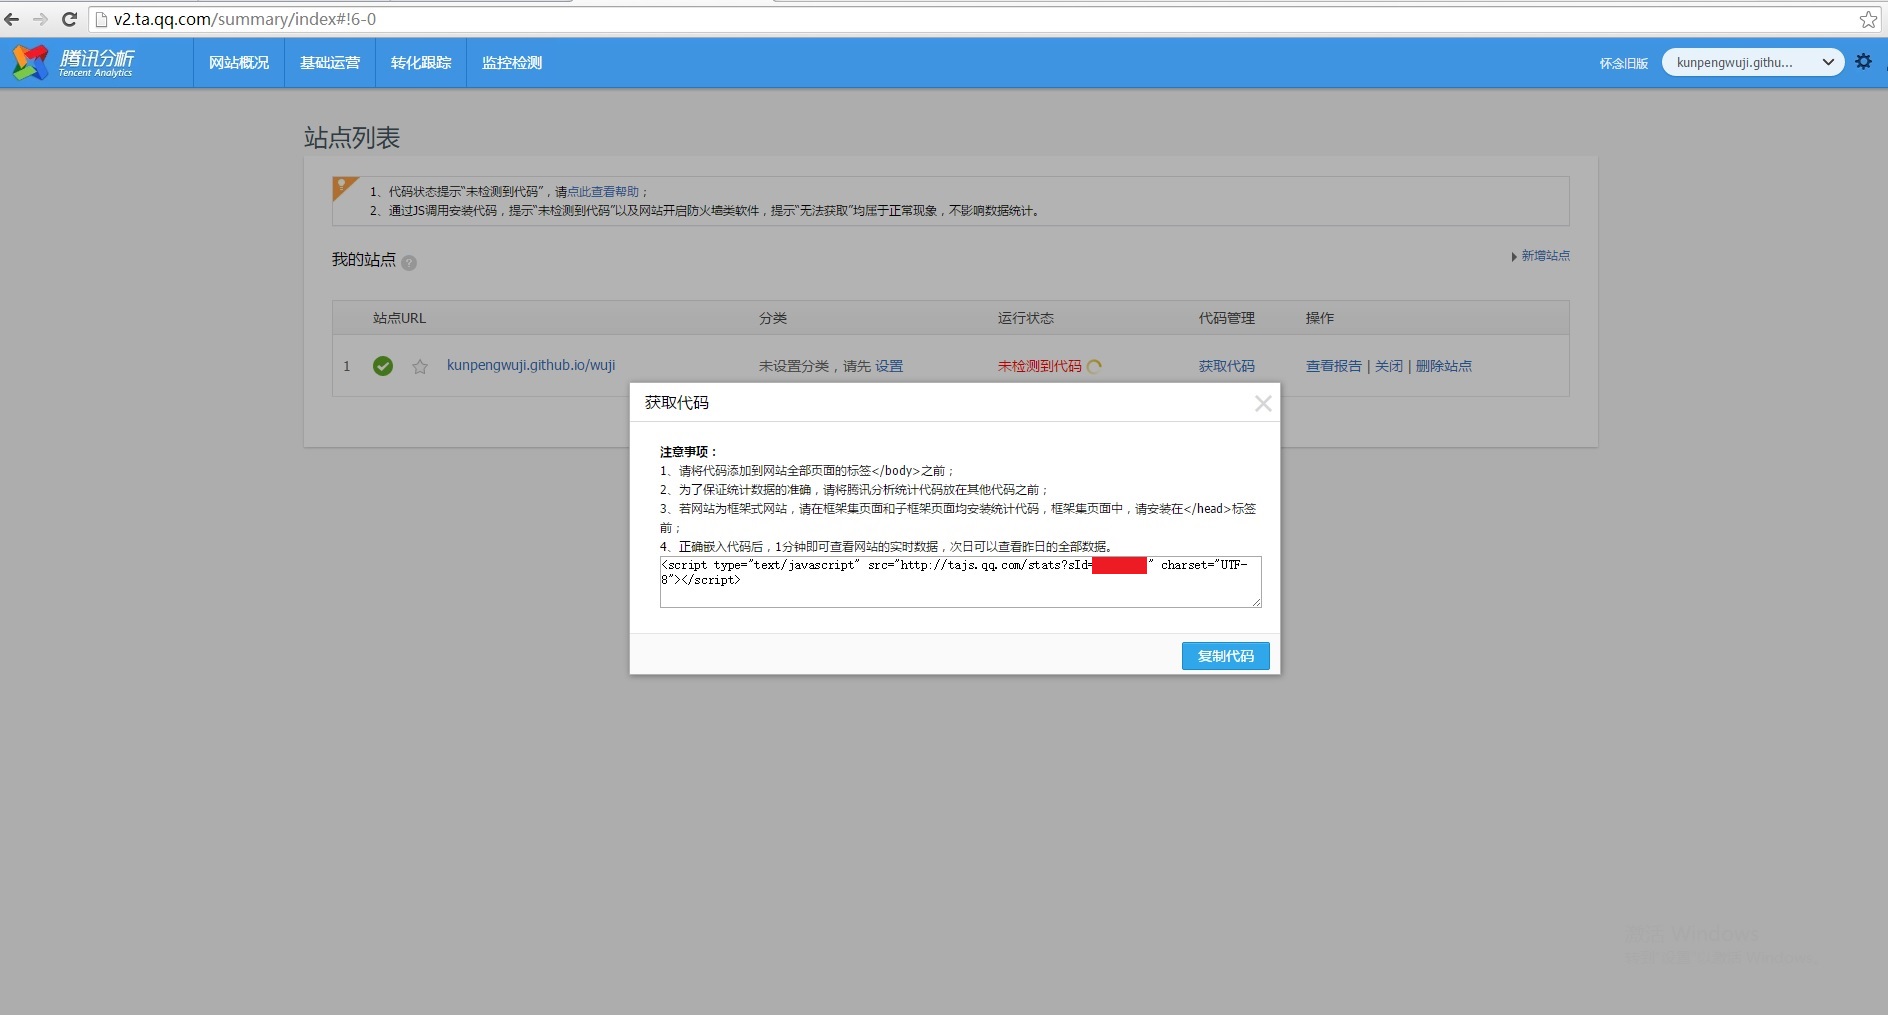 v2.ta.qq.com/summary/index#!6-0
腾讯分析
Tencent Analytics
网站概况
基础运营
转化跟踪
监控检测
怀念旧版
kunpengwuji.githu...
站点列表
1、代码状态提示“未检测到代码”，请点此查看帮助；
2、通过JS调用安装代码，提示“未检测到代码”以及网站开启防火墙类软件，提示“无法获取”均属于正常现象，不影响数据统计。
我的站点 ?
新增站点
站点URL 分类 运行状态 代码管理 操作
1 kunpengwuji.github.io/wuji 未设置分类，请先 设置 未检测到代码 获取代码 查看报告 | 关闭 | 删除站点
获取代码
注意事项：
1、请将代码添加到网站全部页面的标签</body>之前；
2、为了保证统计数据的准确，请将腾讯分析统计代码放在其他代码之前；
3、若网站为框架式网站，请在框架集页面和子框架页面均安装统计代码，框架集页面中，请安装在</head>标签
前；
4、正确嵌入代码后，1分钟即可查看网站的实时数据，次日可以查看昨日的全部数据。
<script type="text/javascript" src="http://tajs.qq.com/stats?sId=" charset="UTF-
8"></script>
复制代码
激活 Windows